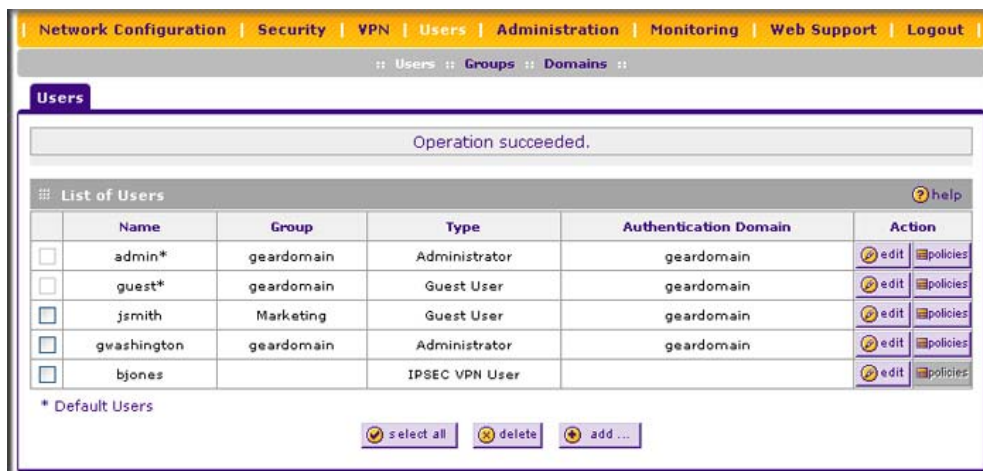 | Network Configuration | Security | VPN | Users | Administration | Monitoring | Web Support | Logout |
:: Users :: Groups :: Domains ::
Users
Operation succeeded.
List of Users help
Name Group Type Authentication Domain Action
admin* geardomain Administrator geardomain edit policies
guest* geardomain Guest User geardomain edit policies
jsmith Marketing Guest User geardomain edit policies
gwashington geardomain Administrator geardomain edit policies
bjones IPSEC VPN User edit policies
* Default Users
select all delete add ...